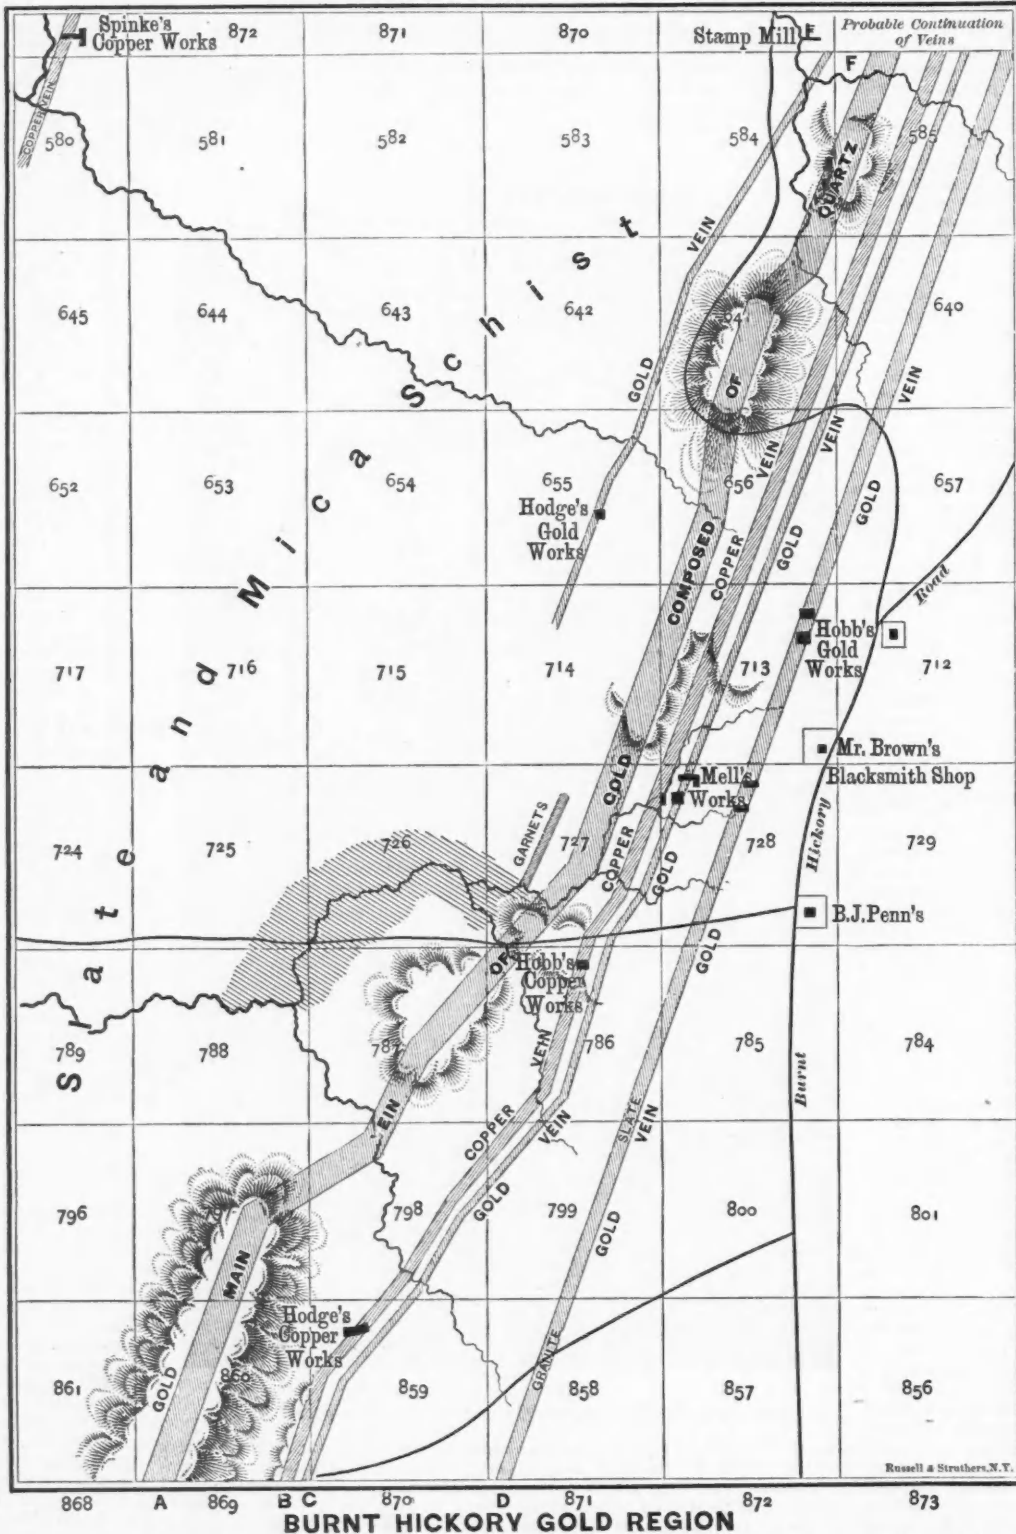 Spinke's
Copper Works
872
871
870
Stamp Mill
E
Probable Continuation
of Veins
F
COPPER VEIN
580
581
582
583
584
585
QUARTZ
GOLD VEIN
645
644
643
642
640
OF
VEIN
VEIN
VEIN
652
653
654
655
656
657
Hodge's
Gold
Works
COMPOSED
COPPER
GOLD
GOLD
Road
Slate and Mica Schist
717
716
715
714
713
712
Hobb's
Gold
Works
Mr. Brown's
Blacksmith Shop
GOLD
Mell's
Works
Hickory
724
725
726
GARNETS
727
COPPER
GOLD
728
729
B.J.Penn's
OF
Hobb's
Copper
Works
GOLD
789
788
787
786
785
784
VEIN
VEIN
COPPER
VEIN
GOLD
SLATE
VEIN
Burnt
796
798
799
800
801
MAIN
GOLD
Hodge's
Copper
Works
GOLD
GRANITE
861
860
859
858
857
856
Russell & Struthers, N.Y.
868
A
869
B
C
870
D
871
872
873
BURNT HICKORY GOLD REGION